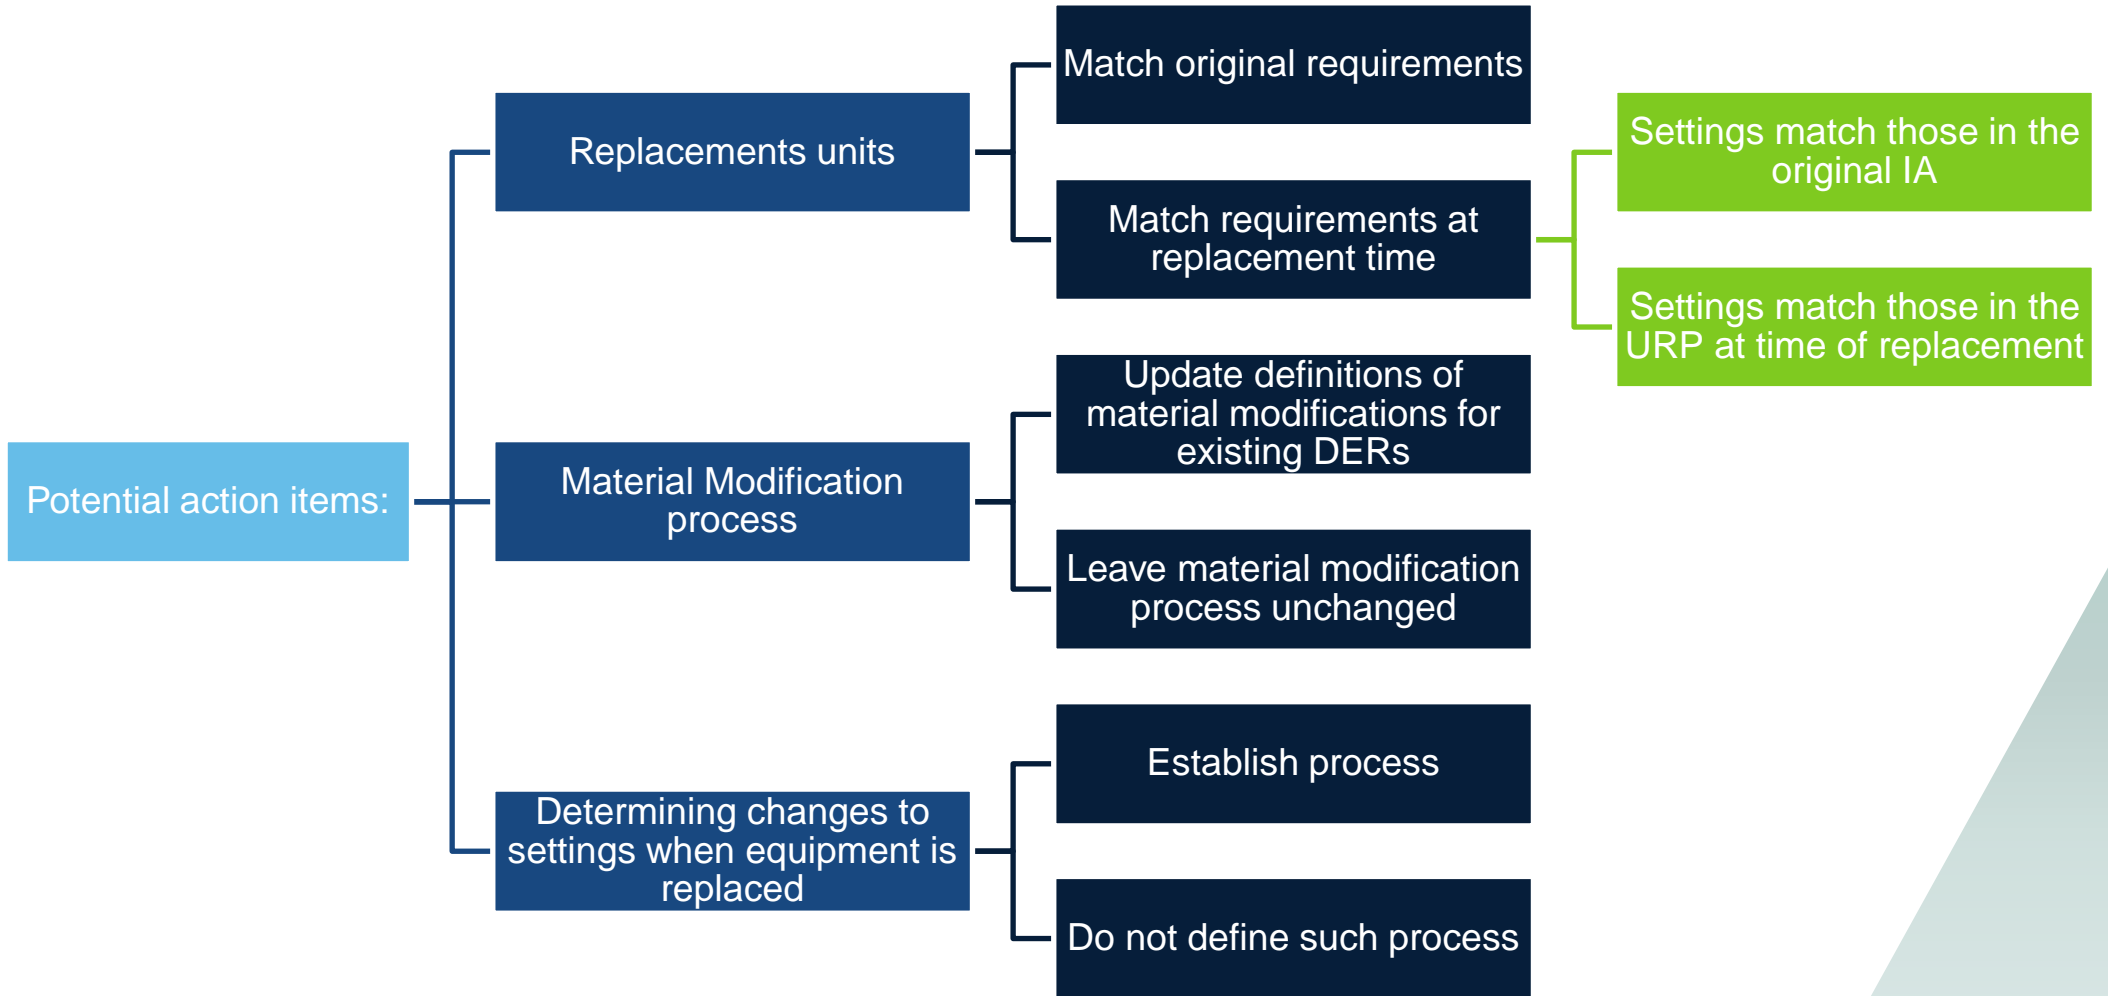 Potential action items:
Replacements units
Match original requirements
Match requirements at
replacement time
Settings match those in the
original IA
Settings match those in the
URP at time of replacement
Material Modification
process
Update definitions of
material modifications for
existing DERs
Leave material modification
process unchanged
Determining changes to
settings when equipment is
replaced
Establish process
Do not define such process